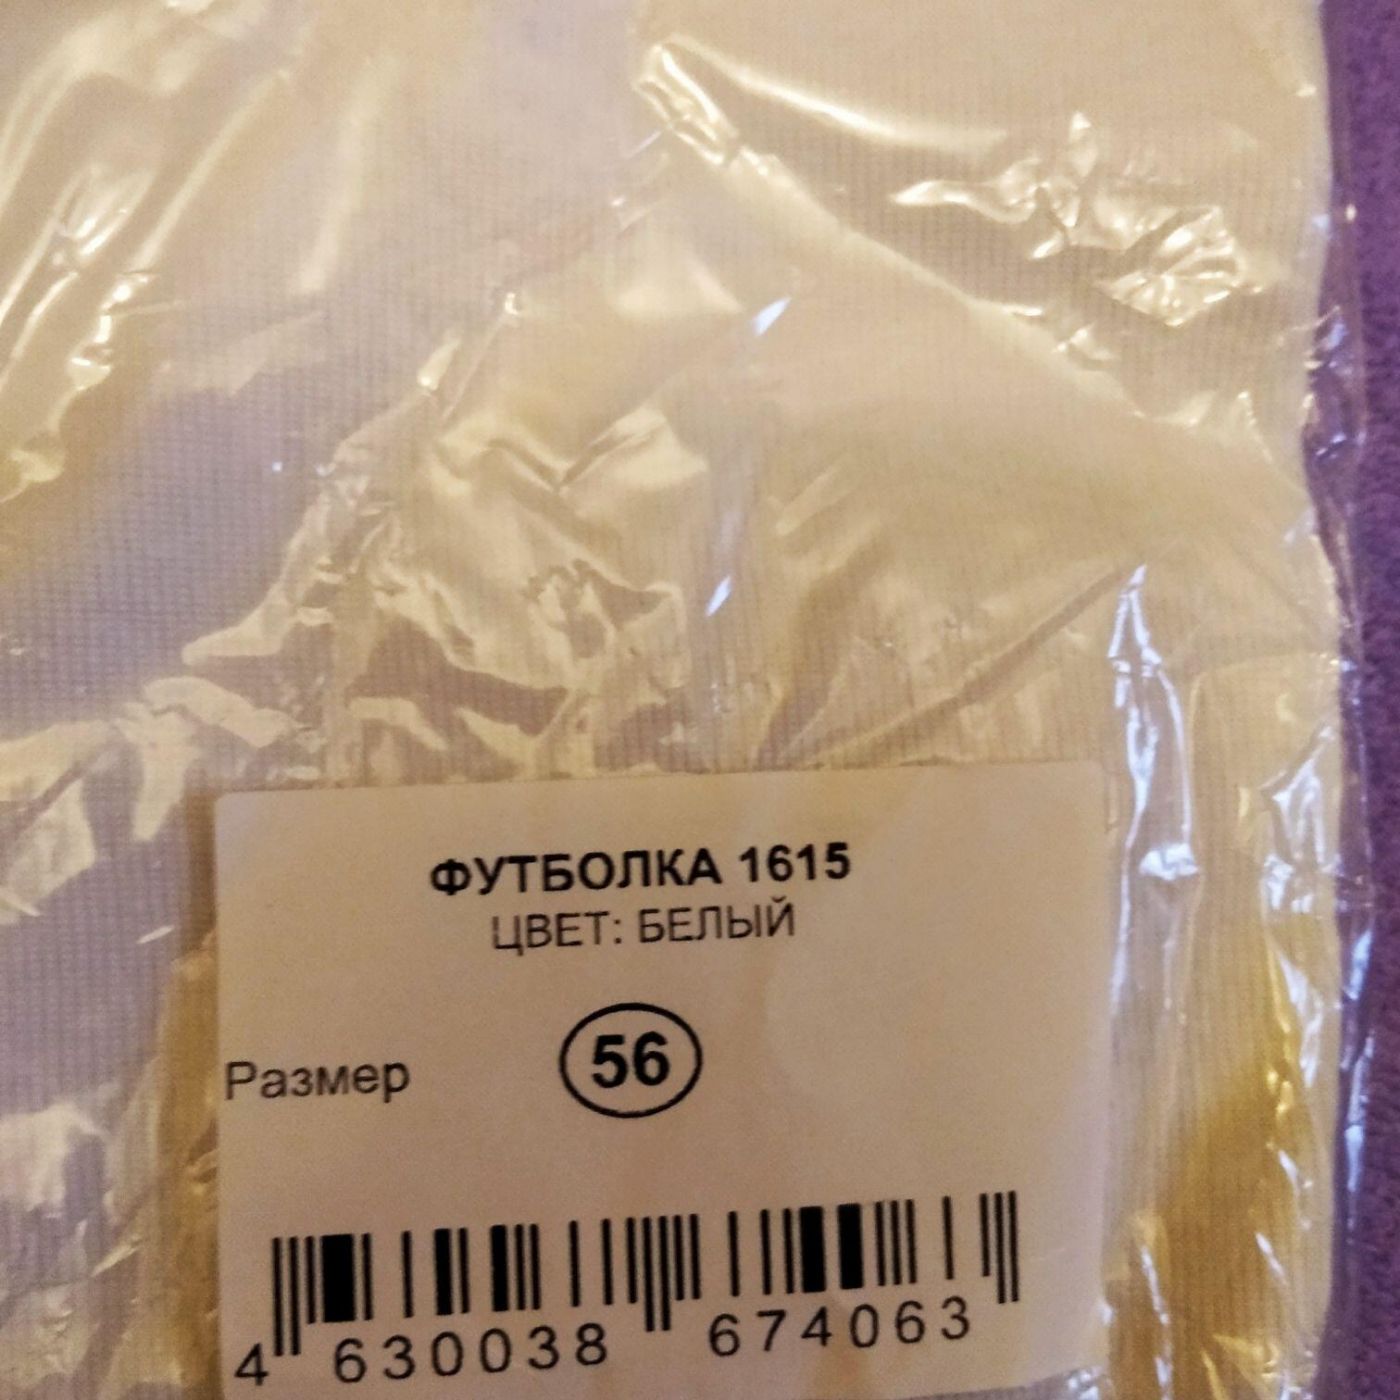 ФУТБОЛКА 1615
ЦВЕТ: БЕЛЫЙ
Размер 56
4 630038 674063